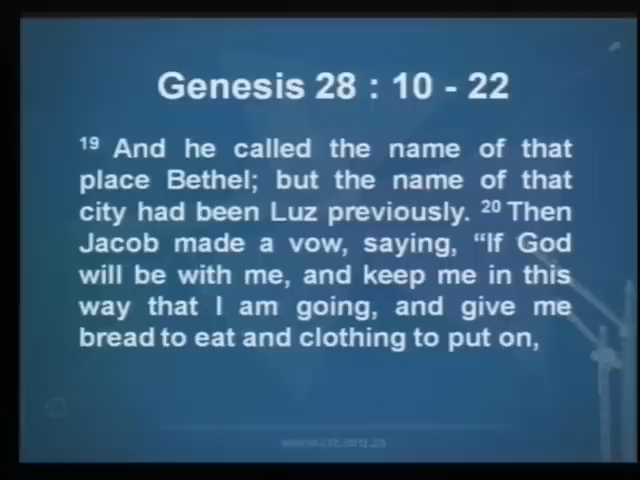 Genesis 28 : 10 - 22
19 And he called the name of that
place Bethel; but the name of that
city had been Luz previously. 20 Then
Jacob made a vow, saying, “If God
will be with me, and keep me in this
way that I am going, and give me
bread to eat and clothing to put on,